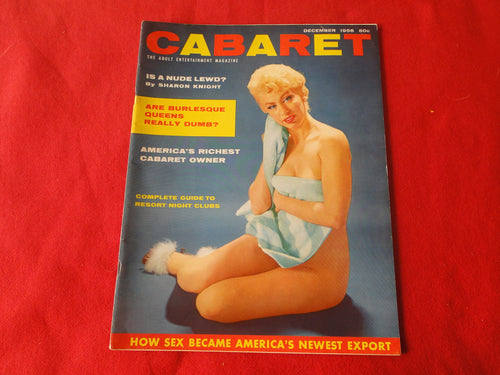 DECEMBER 1956 50c
CABARET
THE ADULT ENTERTAINMENT MAGAZINE
IS A NUDE LEWD?
By SHARON KNIGHT
ARE BURLESQUE
QUEENS
REALLY DUMB?
AMERICA'S RICHEST
CABARET OWNER
COMPLETE GUIDE TO
RESORT NIGHT CLUBS
HOW SEX BECAME AMERICA'S NEWEST EXPORT